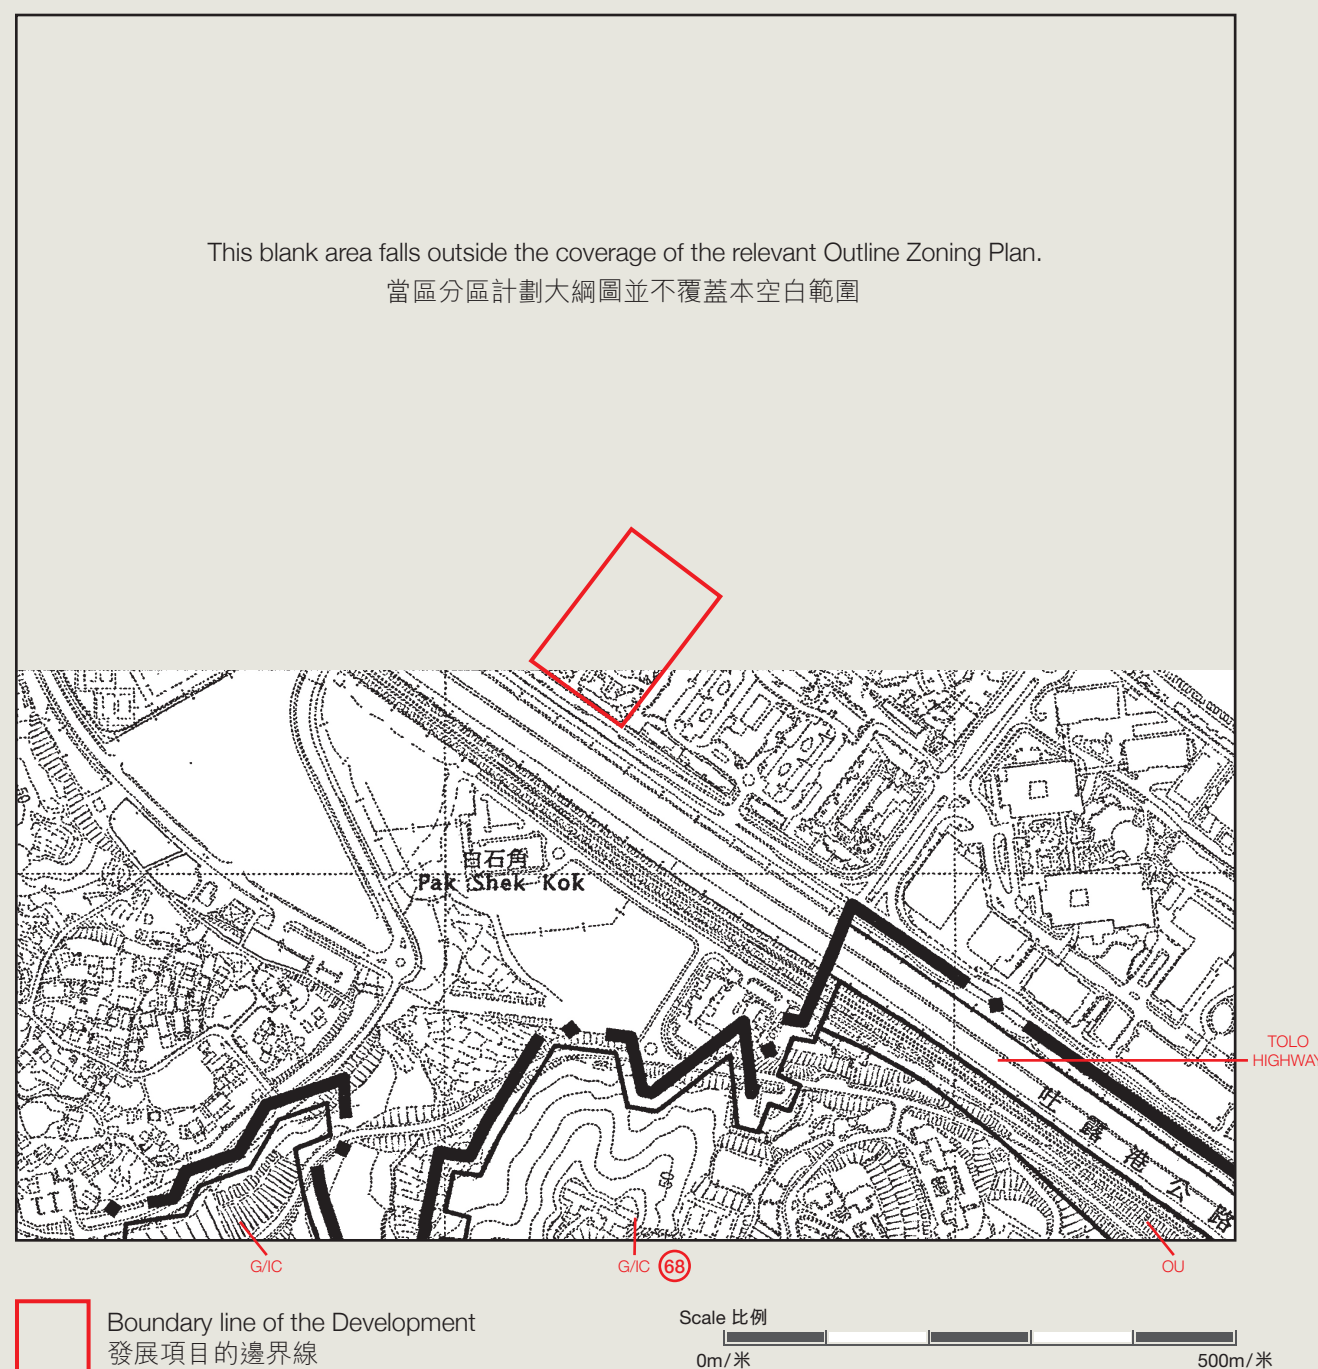 This blank area falls outside the coverage of the relevant Outline Zoning Plan.
當區分區計劃大綱圖並不覆蓋本空白範圍
白石角
Pak Shek Kok
TOLO
HIGHWAY
吐露港公路
68
G/IC
G/IC 68
OU
Boundary line of the Development
發展項目的邊界線
Scale 比例
0m/米
500m/米